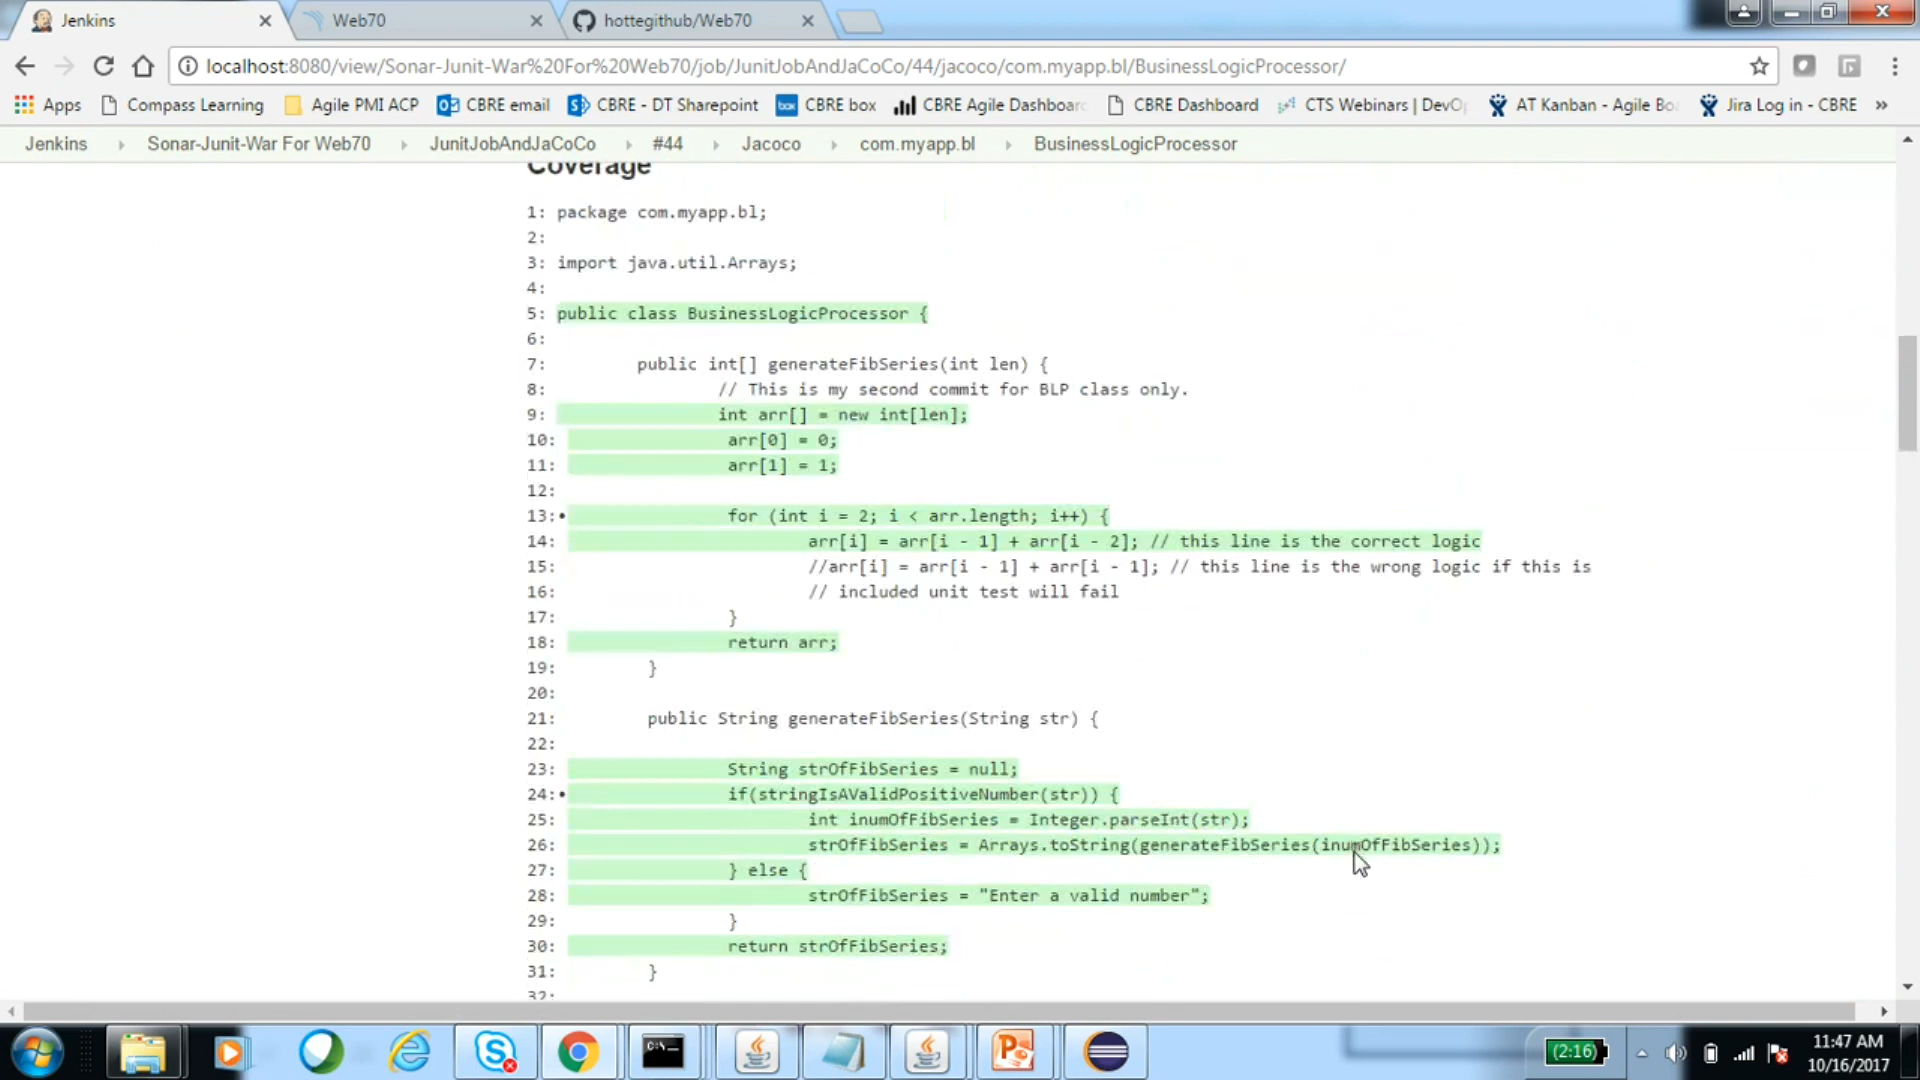 Jenkins
Web70
hottegithub/Web70
localhost:8080/view/Sonar-Junit-War%20For%20Web70/job/JunitJobAndJaCoCo/44/jacoco/com.myapp.bl/BusinessLogicProcessor/
Apps Compass Learning Agile PMI ACP CBRE email CBRE - DT Sharepoint CBRE box CBRE Agile Dashboar CBRE Dashboard CTS Webinars | DevO AT Kanban - Agile Bo Jira Log in - CBRE »
Jenkins Sonar-Junit-War For Web70 JunitJobAndJaCoCo #44 Jacoco com.myapp.bl BusinessLogicProcessor
Coverage
1: package com.myapp.bl;
2:
3: import java.util.Arrays;
4:
5: public class BusinessLogicProcessor {
6:
7: public int[] generateFibSeries(int len) {
8: // This is my second commit for BLP class only.
9: int arr[] = new int[len];
10: arr[0] = 0;
11: arr[1] = 1;
12:
13: for (int i = 2; i < arr.length; i++) {
14: arr[i] = arr[i - 1] + arr[i - 2]; // this line is the correct logic
15: //arr[i] = arr[i - 1] + arr[i - 1]; // this line is the wrong logic if this is
16: // included unit test will fail
17: }
18: return arr;
19: }
20:
21: public String generateFibSeries(String str) {
22:
23: String strOfFibSeries = null;
24: if(stringIsAValidPositiveNumber(str)) {
25: int inumOfFibSeries = Integer.parseInt(str);
26: strOfFibSeries = Arrays.toString(generateFibSeries(inumOfFibSeries));
27: } else {
28: strOfFibSeries = "Enter a valid number";
29: }
30: return strOfFibSeries;
31: }
32:
C:\
(2:16)
11:47 AM
10/16/2017